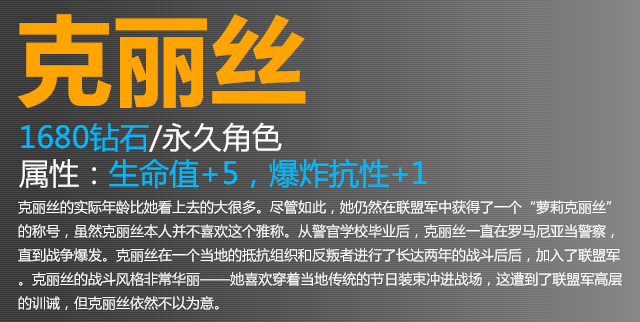 克丽丝
1680钻石/永久角色
属性：生命值+5，爆炸抗性+1
克丽丝的实际年龄比她看上去的大很多。尽管如此，她仍然在联盟军中获得了一个“萝莉克丽丝”
的称号，虽然克丽丝本人并不喜欢这个雅称。从警官学校毕业后，克丽丝一直在罗马尼亚当警察，
直到战争爆发。克丽丝在一个当地的抵抗组织和反叛者进行了长达两年的战斗后后，加入了联盟军
。克丽丝的战斗风格非常华丽——她喜欢穿着当地传统的节日装束冲进战场，这遭到了联盟军高层
的训诫，但克丽丝依然不以为意。